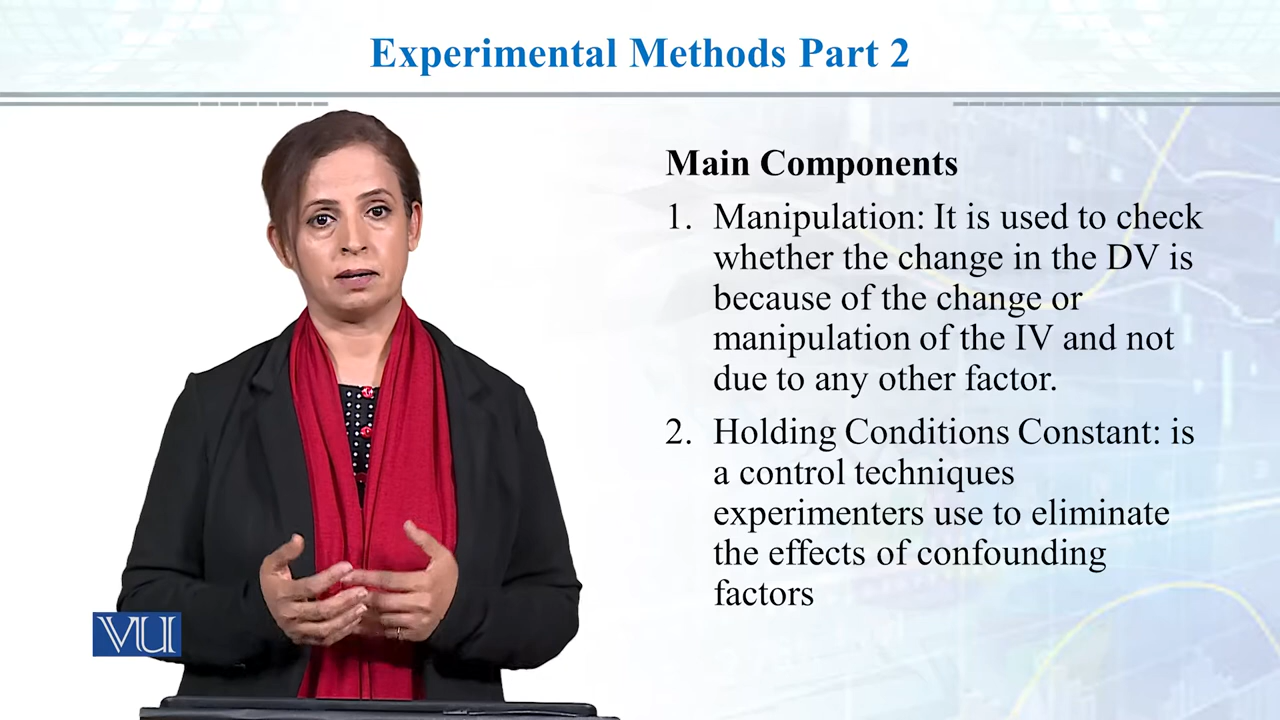 Experimental Methods Part 2
Main Components
1. Manipulation: It is used to check
whether the change in the DV is
because of the change or
manipulation of the IV and not
due to any other factor.
2. Holding Conditions Constant: is
a control techniques
experimenters use to eliminate
the effects of confounding
factors
VU